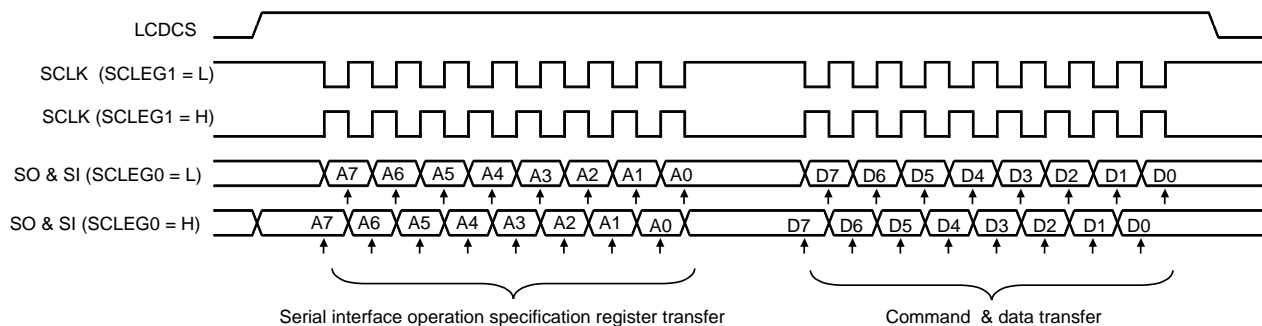 LCDCS
SCLK (SCLEG1 = L)
SCLK (SCLEG1 = H)
SO & SI (SCLEG0 = L) A7 A6 A5 A4 A3 A2 A1 A0 D7 D6 D5 D4 D3 D2 D1 D0
SO & SI (SCLEG0 = H) A7 A6 A5 A4 A3 A2 A1 A0 D7 D6 D5 D4 D3 D2 D1 D0
Serial interface operation specification register transfer Command & data transfer